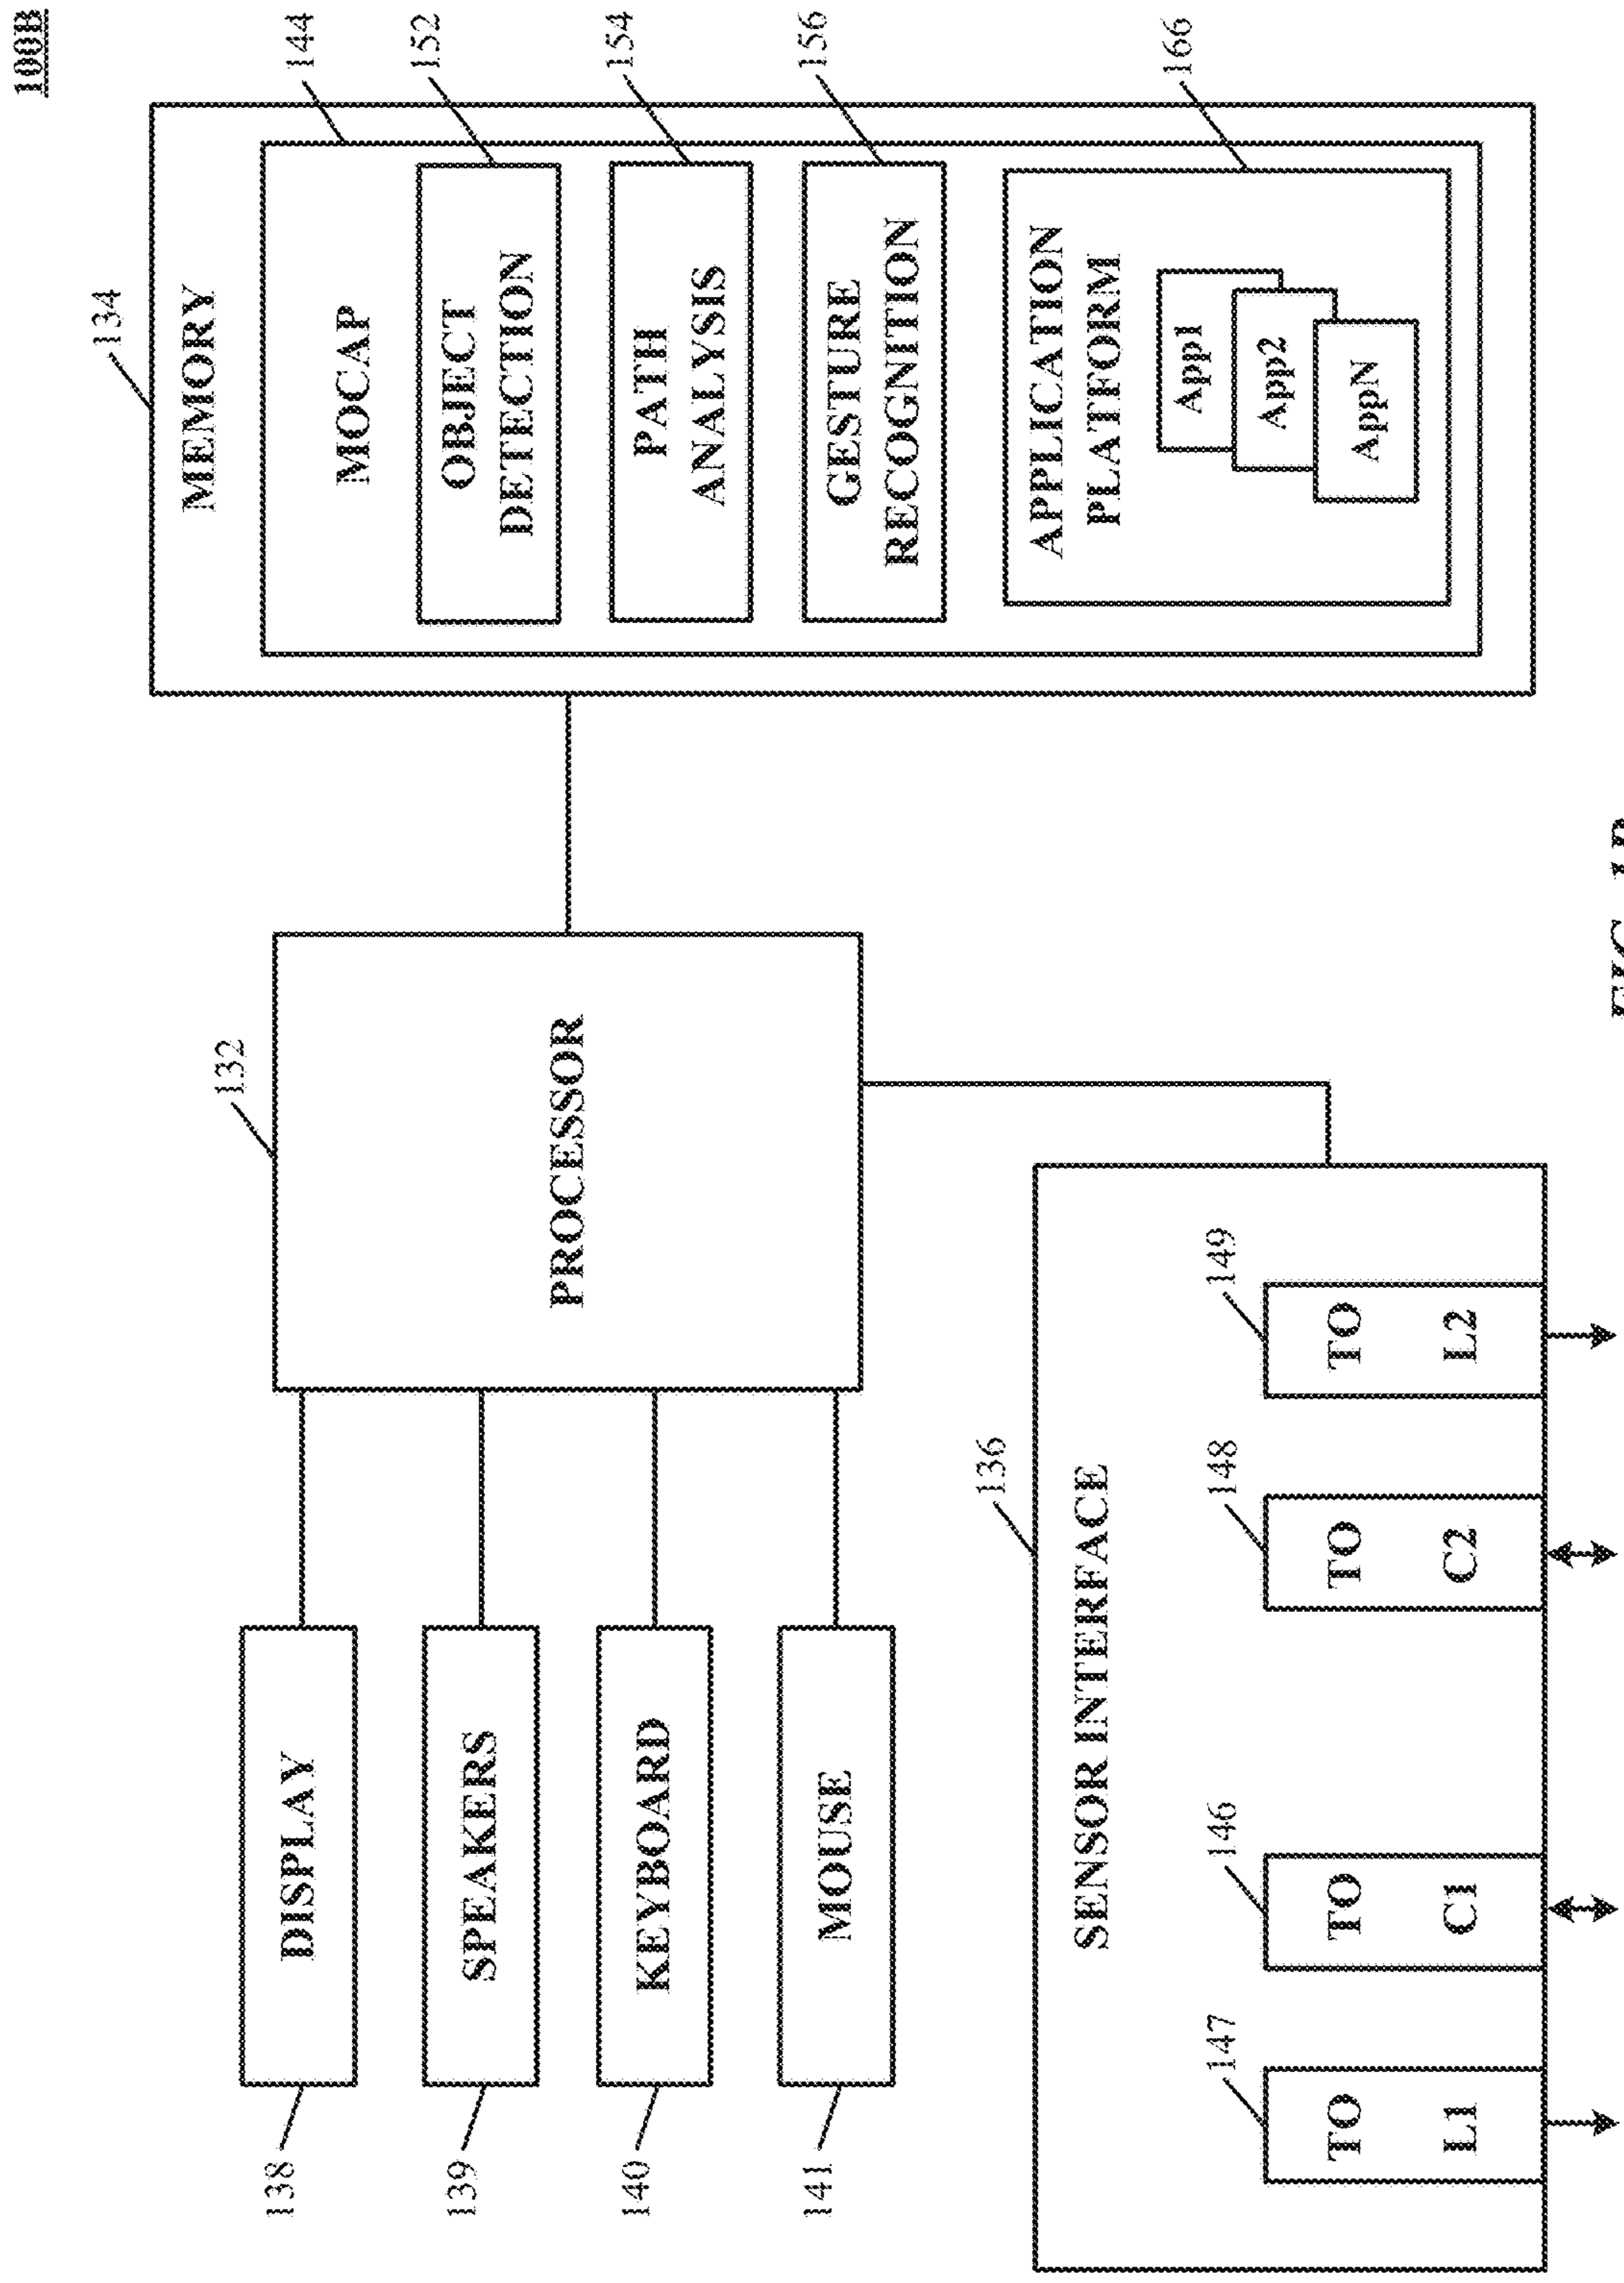 100B
134
MEMORY
144
MOCAP
152
OBJECT
DETECTION
154
PATH
ANALYSIS
156
GESTURE
RECOGNITION
166
APPLICATION
PLATFORM
App1
App2
AppN
132
PROCESSOR
138
DISPLAY
139
SPEAKERS
140
KEYBOARD
141
MOUSE
136
SENSOR INTERFACE
147
TO
L1
146
TO
C1
148
TO
C2
149
TO
L2